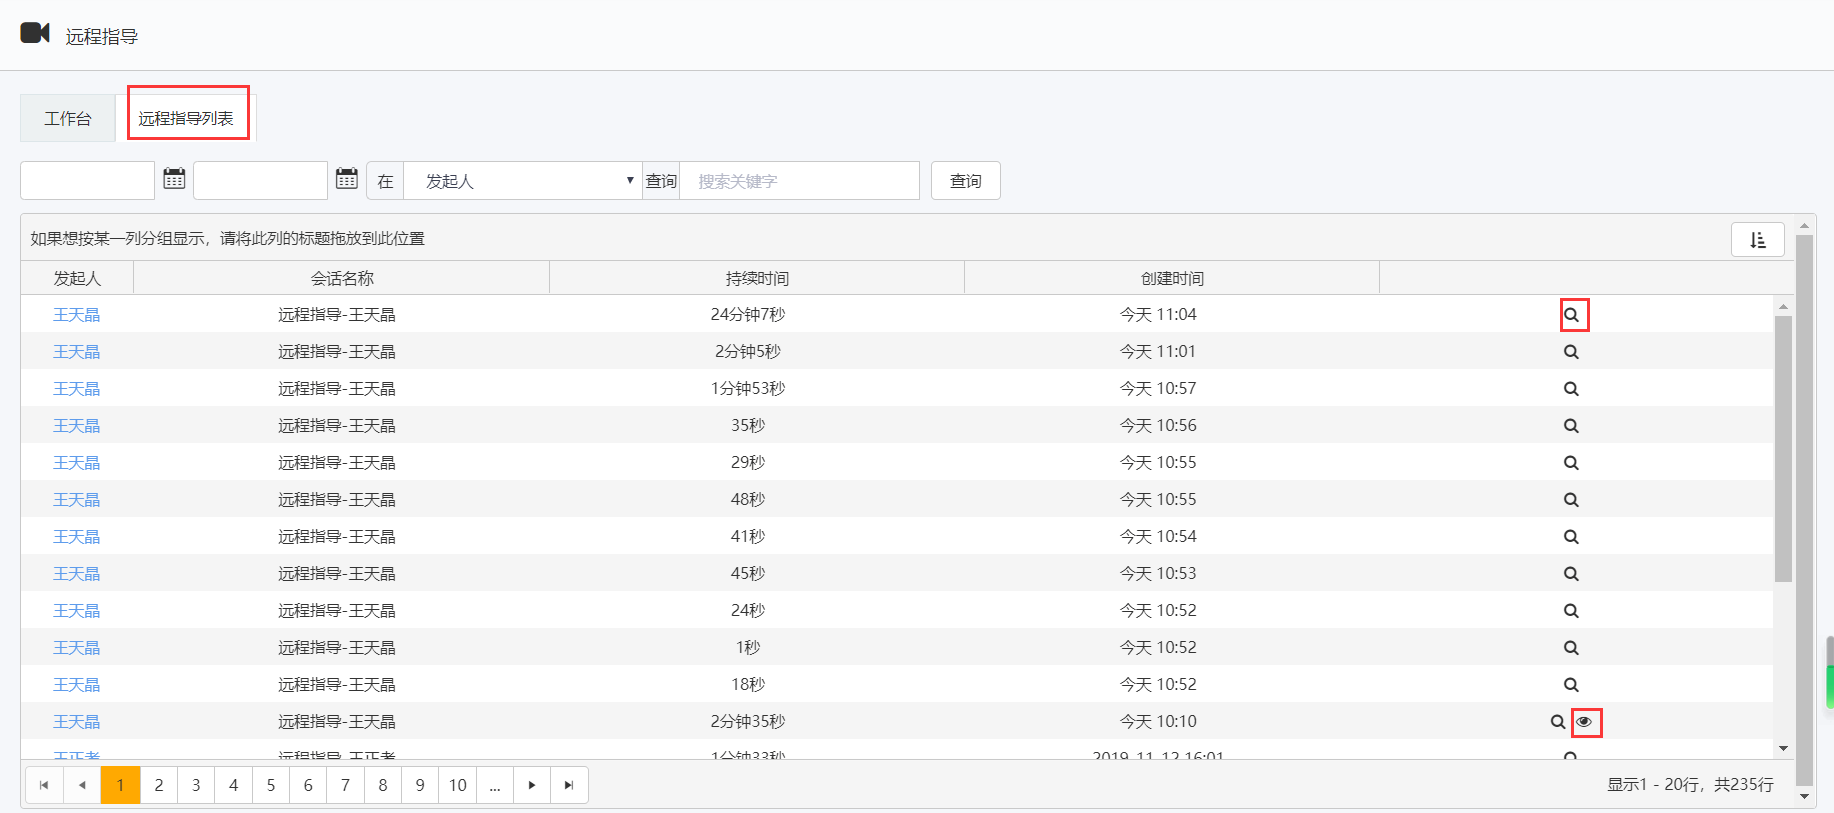 远程指导
工作台 远程指导列表
在 发起人 查询 搜索关键字 查询
如果想按某一列分组显示，请将此列的标题拖放到此位置
发起人 会话名称 持续时间 创建时间
王天晶 远程指导-王天晶 24分钟7秒 今天 11:04
王天晶 远程指导-王天晶 2分钟5秒 今天 11:01
王天晶 远程指导-王天晶 1分钟53秒 今天 10:57
王天晶 远程指导-王天晶 35秒 今天 10:56
王天晶 远程指导-王天晶 29秒 今天 10:55
王天晶 远程指导-王天晶 48秒 今天 10:55
王天晶 远程指导-王天晶 41秒 今天 10:54
王天晶 远程指导-王天晶 45秒 今天 10:53
王天晶 远程指导-王天晶 24秒 今天 10:52
王天晶 远程指导-王天晶 1秒 今天 10:52
王天晶 远程指导-王天晶 18秒 今天 10:52
王天晶 远程指导-王天晶 2分钟35秒 今天 10:10
远程指导- 1分钟33秒 2019-11-12 16:01
1 2 3 4 5 6 7 8 9 10 ... 显示1 - 20行，共235行